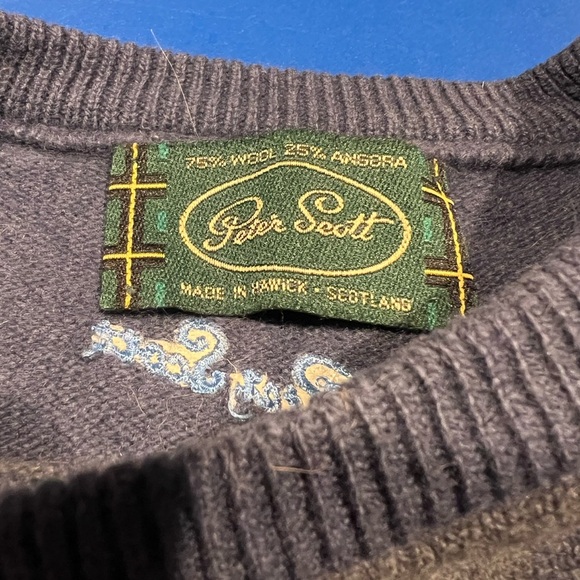 75% WOOL 25% ANGORA
Peter Scott
MADE IN HAWICK • SCOTLAND